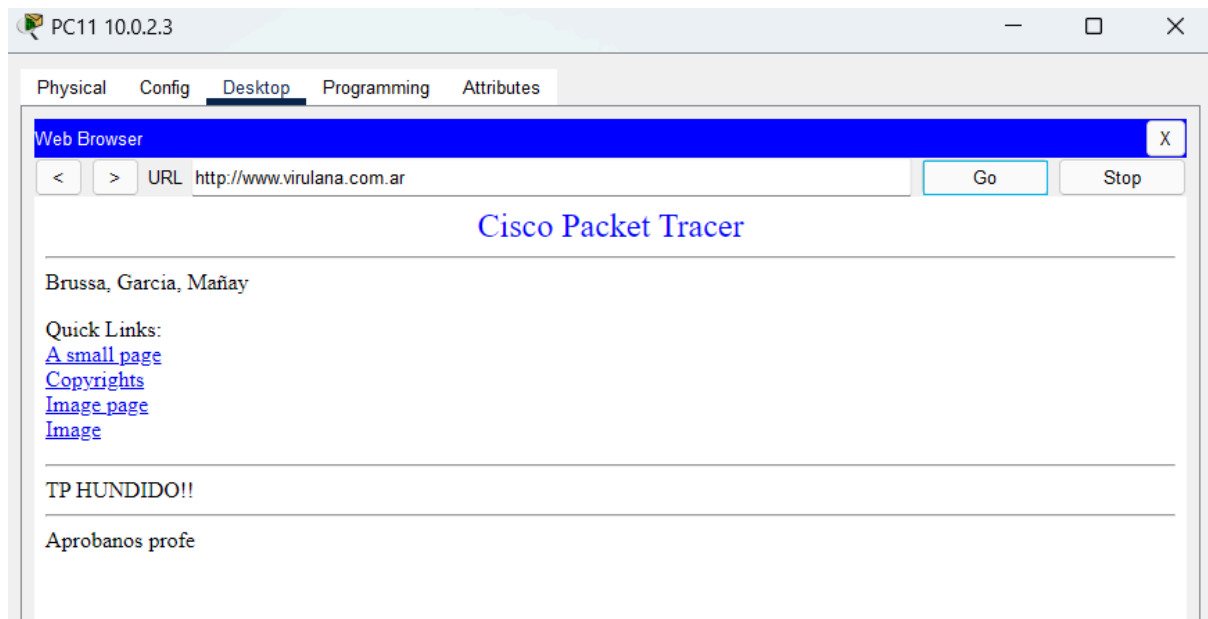 PC11 10.0.2.3
Physical Config Desktop Programming Attributes
Web Browser X
< > URL http://www.virulana.com.ar Go Stop
Cisco Packet Tracer
Brussa, Garcia, Mañay
Quick Links:
A small page
Copyrights
Image page
Image
TP HUNDIDO!!
Aprobanos profe